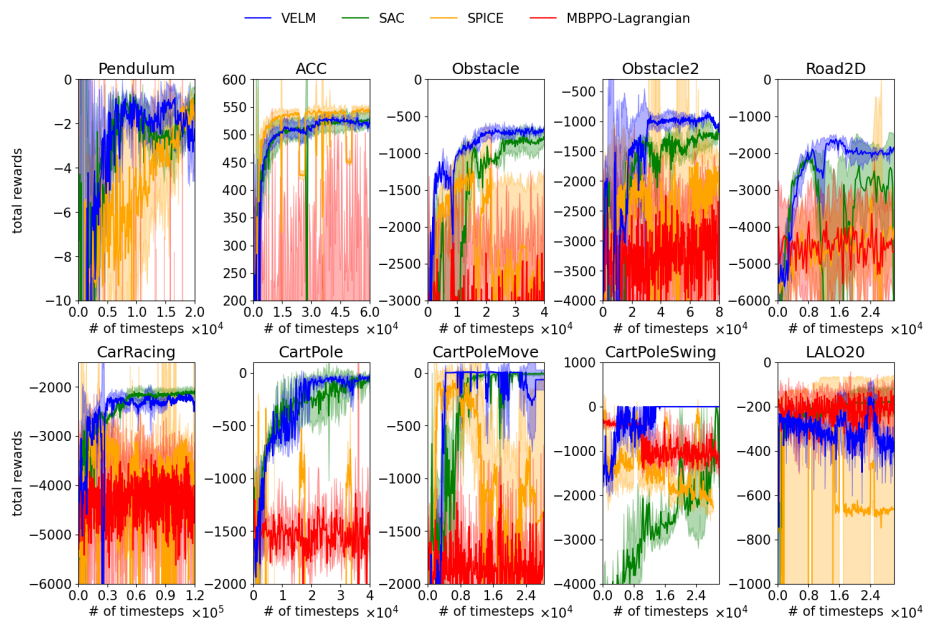 VELM SAC SPICE MBPPO-Lagrangian
Pendulum ACC Obstacle Obstacle2 Road2D
total rewards
0 600 0 -500 0
−2 550 −500 −1000 −1000
−4 500 −1000 −1500 −2000
−6 450 −1500 −2000 −3000
−8 400 −2000 −2500 −4000
−10 350 −2500 −3000 −5000
300 −3000 −3500 −6000
250 −4000
200
0.0 0.5 1.0 1.5 2.0 0.0 1.5 3.0 4.5 6.0 0 1 2 3 4 0 2 4 6 8 0.0 0.8 1.6 2.4
# of timesteps ×10⁴ # of timesteps ×10⁴ # of timesteps ×10⁴ # of timesteps ×10⁴ # of timesteps ×10⁴
CarRacing CartPole CartPoleMove CartPoleSwing LALO20
total rewards
−2000 0 0 1000 0
−3000 −500 −500 0 −200
−4000 −1000 −1000 −1000 −400
−5000 −1500 −1500 −2000 −600
−6000 −2000 −2000 −3000 −800
−4000 −1000
0.0 0.3 0.6 0.9 1.2 0 1 2 3 4 0.0 0.8 1.6 2.4 0.0 0.8 1.6 2.4 0.0 0.8 1.6 2.4
# of timesteps ×10⁵ # of timesteps ×10⁴ # of timesteps ×10⁴ # of timesteps ×10⁴ # of timesteps ×10⁴